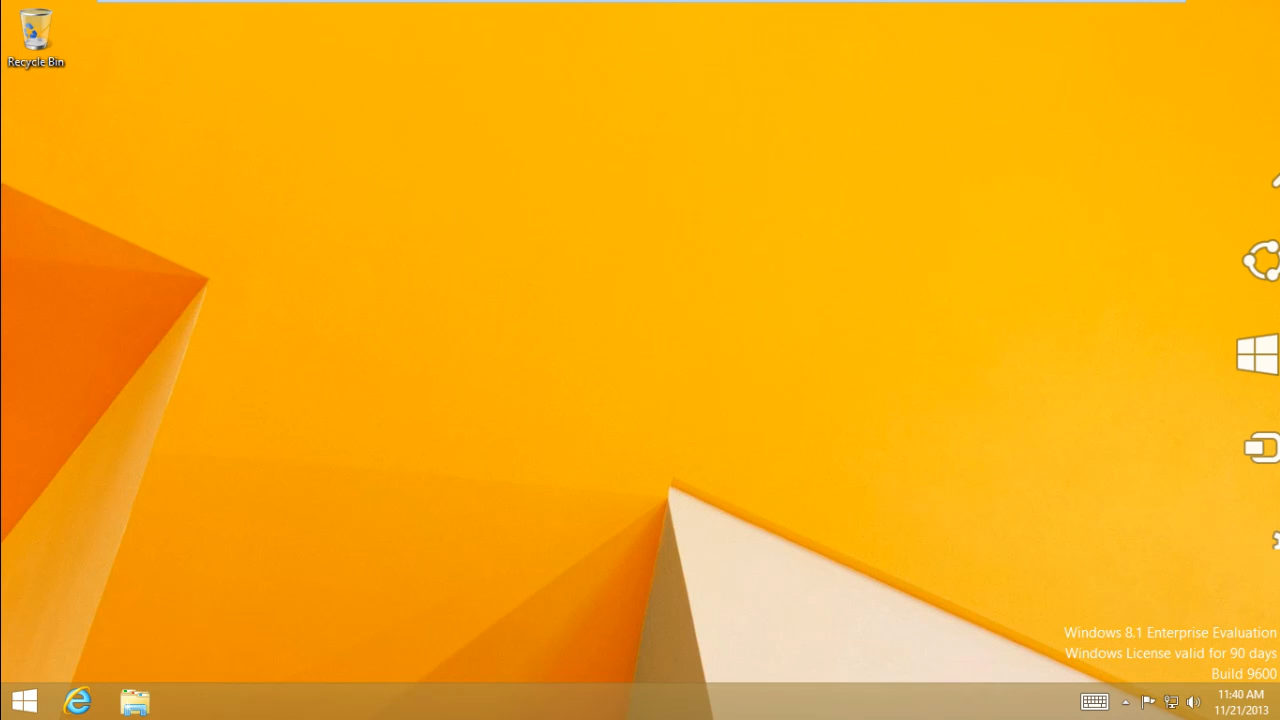 Recycle Bin
Windows 8.1 Enterprise Evaluation
Windows License valid for 90 days
Build 9600
11:40 AM
11/21/2013